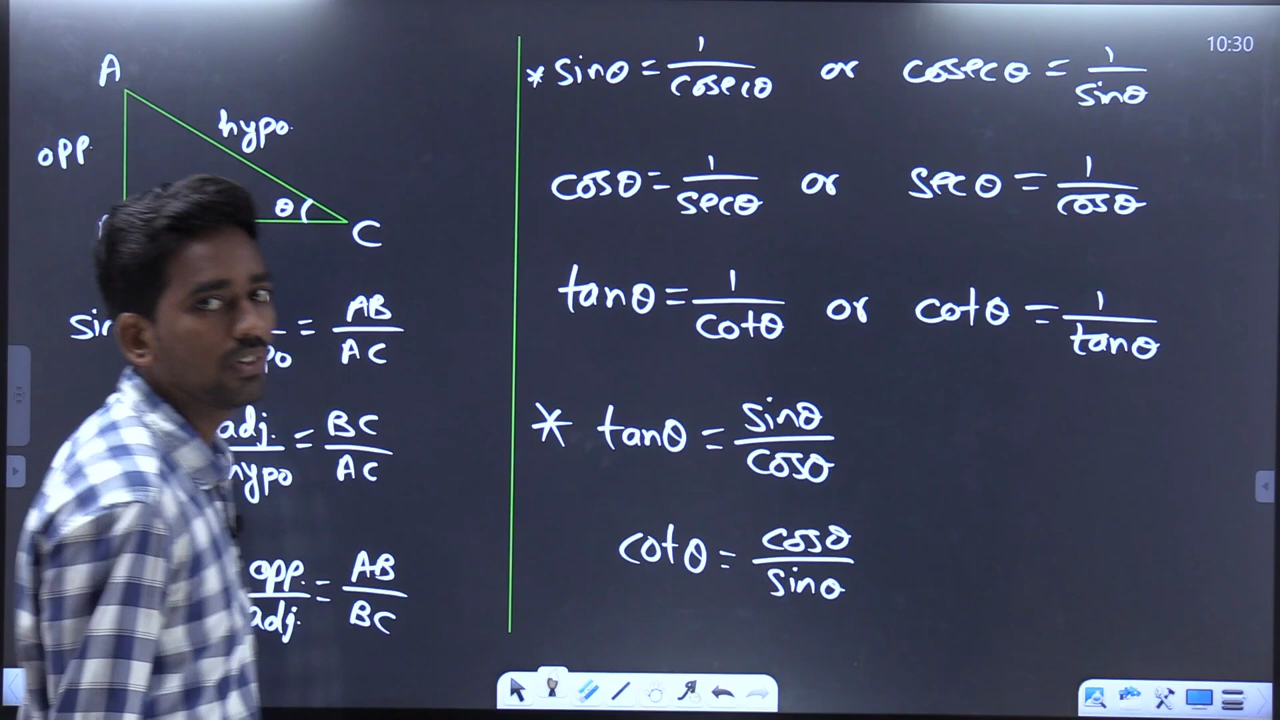 10:30
A
opp.
hypo.
θ
C
= AB/AC
adj./hypo = BC/AC
opp./adj. = AB/BC
* sinθ = 1/cosecθ or cosecθ = 1/sinθ
cosθ = 1/secθ or secθ = 1/cosθ
tanθ = 1/cotθ or cotθ = 1/tanθ
* tanθ = sinθ/cosθ
cotθ = cosθ/sinθ